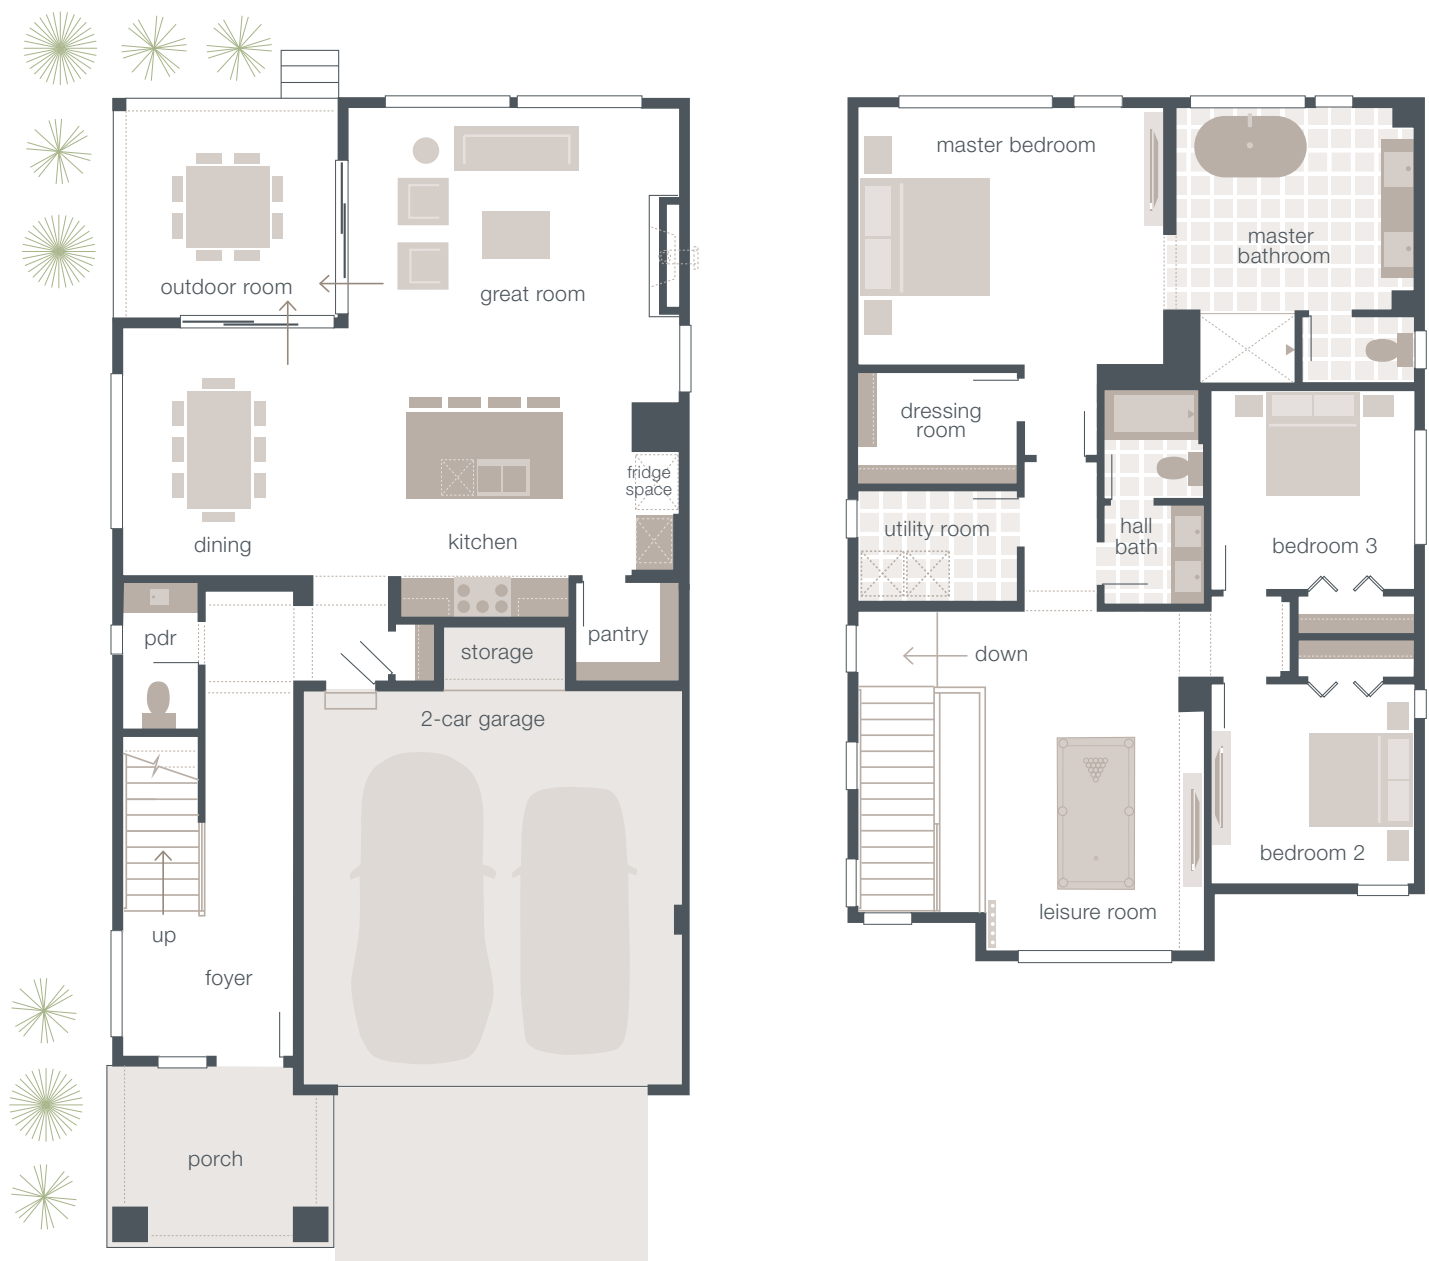 outdoor room
great room
fridge
space
dining
kitchen
pdr
storage
pantry
2-car garage
up
foyer
porch
master bedroom
master
bathroom
dressing
room
utility room
hall
bath
bedroom 3
down
bedroom 2
leisure room